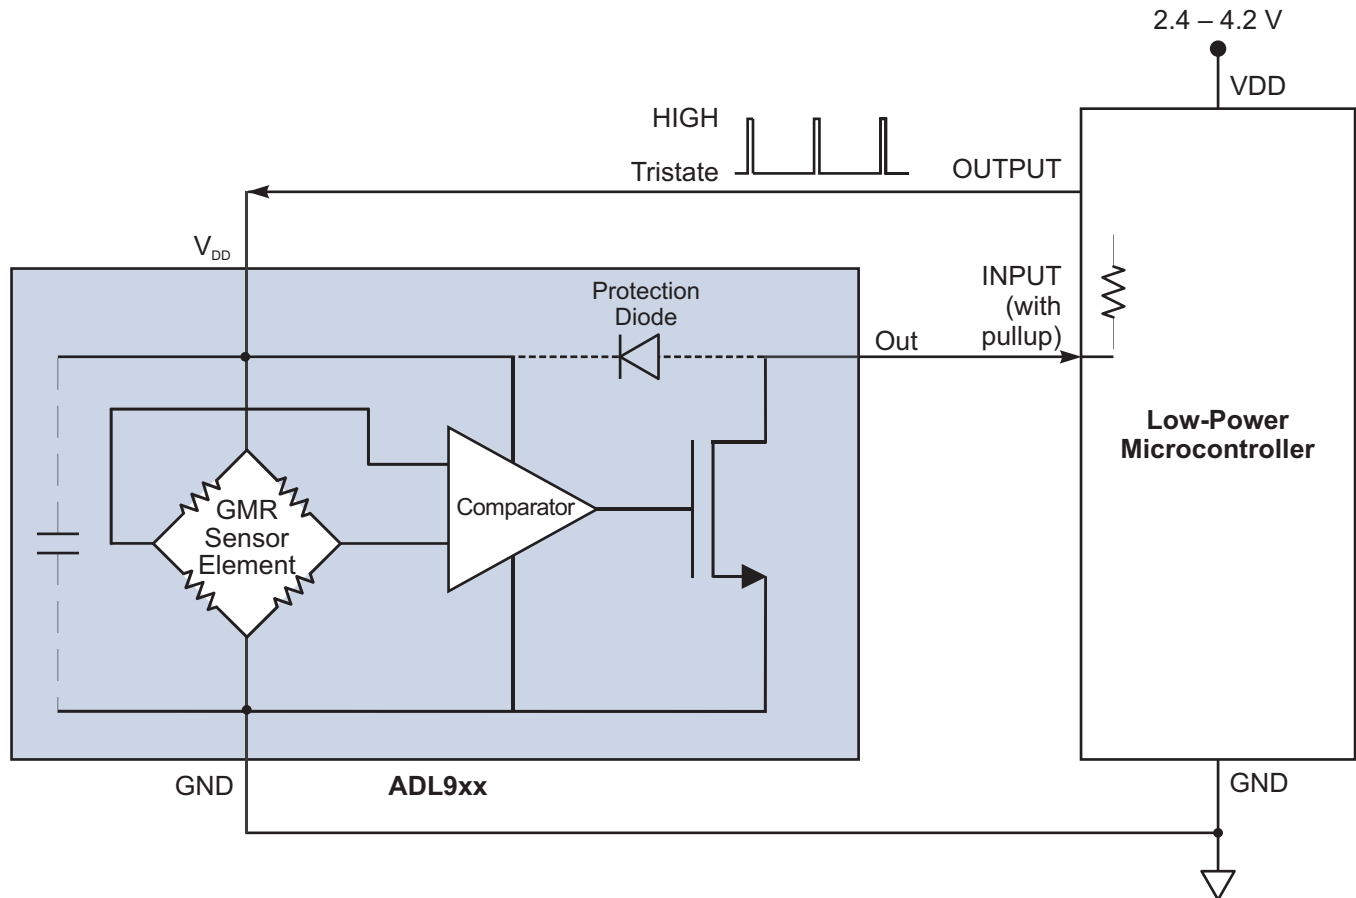 2.4 – 4.2 V
VDD
HIGH
Tristate
OUTPUT
VDD
Protection
Diode
INPUT
(with
pullup)
Out
Low-Power
Microcontroller
GMR
Sensor
Element
Comparator
GND
ADL9xx
GND